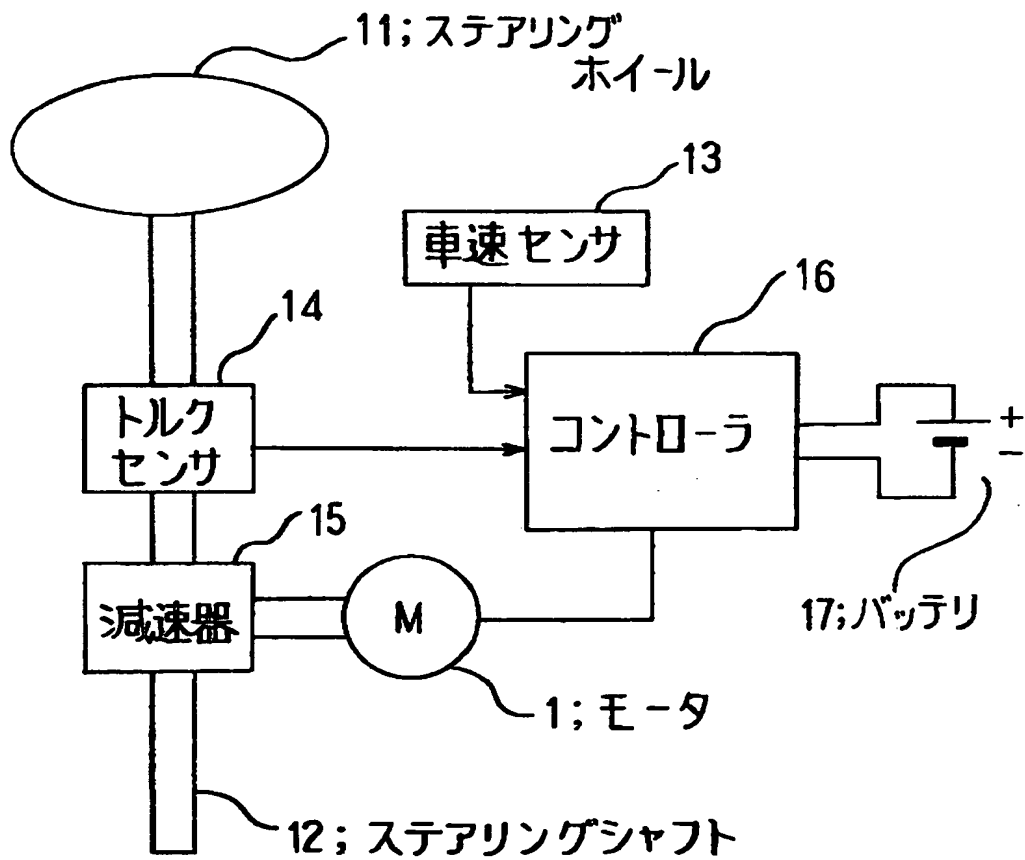 11;ステアリング
ホイール
13
車速センサ
16
14
トルク
センサ
コントローラ
+
-
15
減速器
M
17;バッテリ
1;モータ
12;ステアリングシャフト